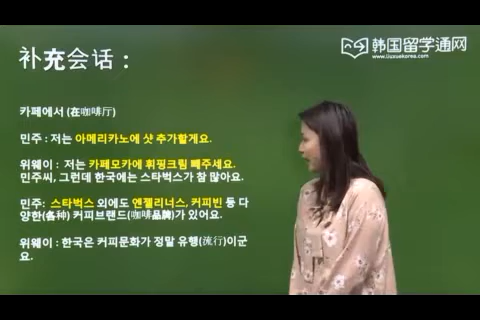 补充会话：
韩国留学通网
www.liuxuekorea.com
카페에서 (在咖啡厅)
민주 : 저는 아메리카노에 샷 추가할게요.
위웨이 : 저는 카페모카에 휘핑크림 빼주세요.
민주씨, 그런데 한국에는 스타벅스가 참 많아요.
민주: 스타벅스 외에도 엔젤리너스, 커피빈 등 다
양한(各种) 커피브랜드(咖啡品牌)가 있어요.
위웨이 : 한국은 커피문화가 정말 유행(流行)이군
요.